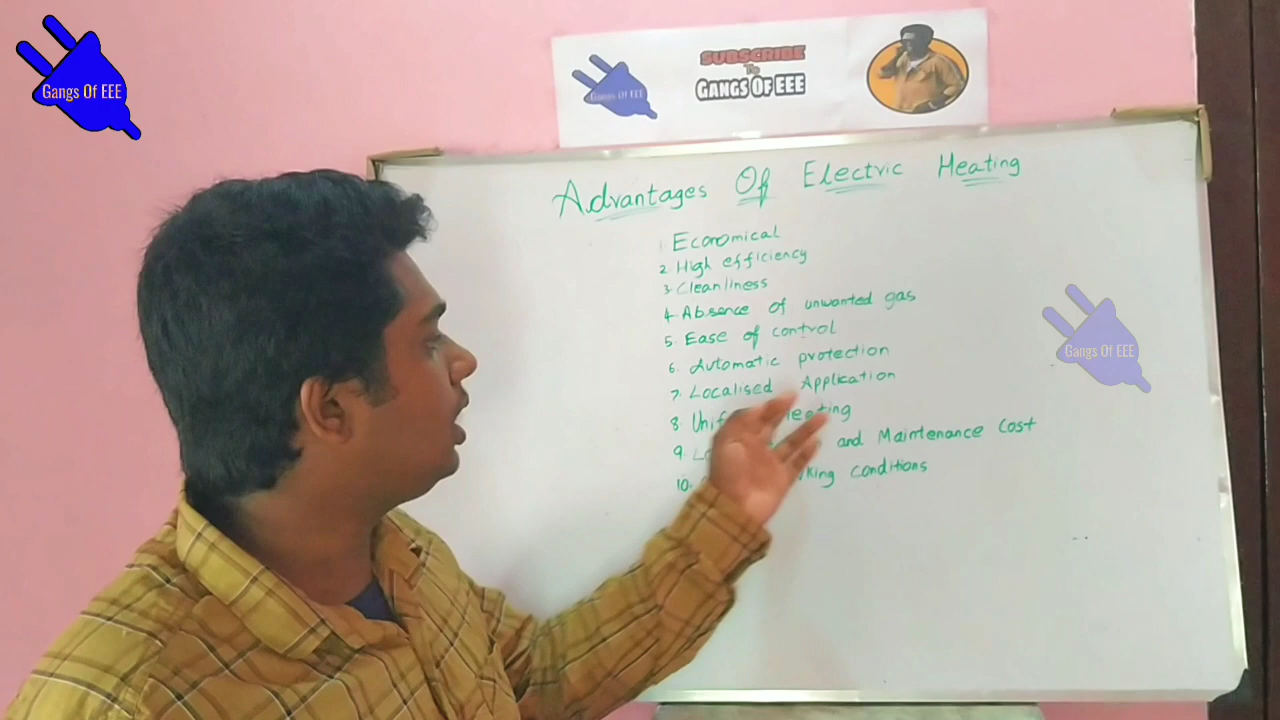 Gangs Of EEE
SUBSCRIBE
To
GANGS OF EEE
Gangs Of EEE
Advantages Of Electric Heating
1. Economical
2. High efficiency
3. Cleanliness
4. Absence of unwanted gas
5. Ease of control
6. Automatic protection
7. Localised Application
8. Heating
9. and Maintenance Cost
10. conditions
Gangs Of EEE